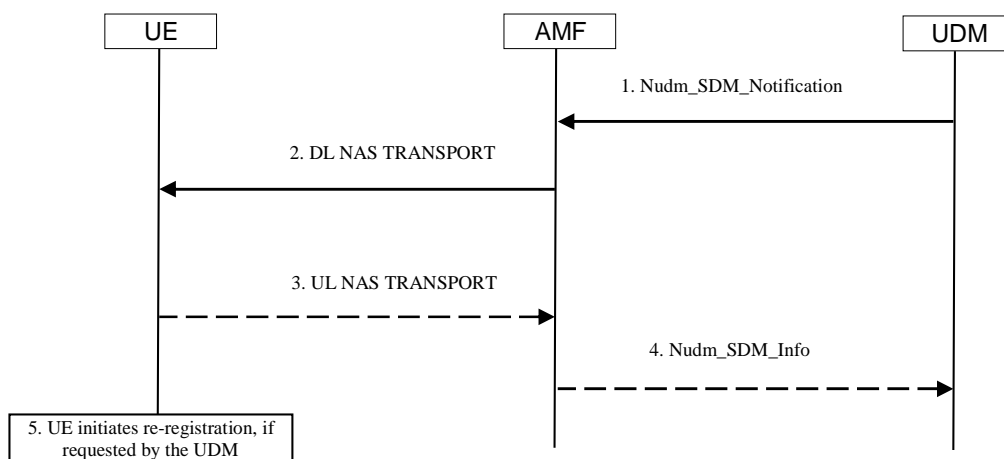 UE
AMF
UDM
1. Nudm_SDM_Notification
2. DL NAS TRANSPORT
3. UL NAS TRANSPORT
4. Nudm_SDM_Info
5. UE initiates re-registration, if
requested by the UDM